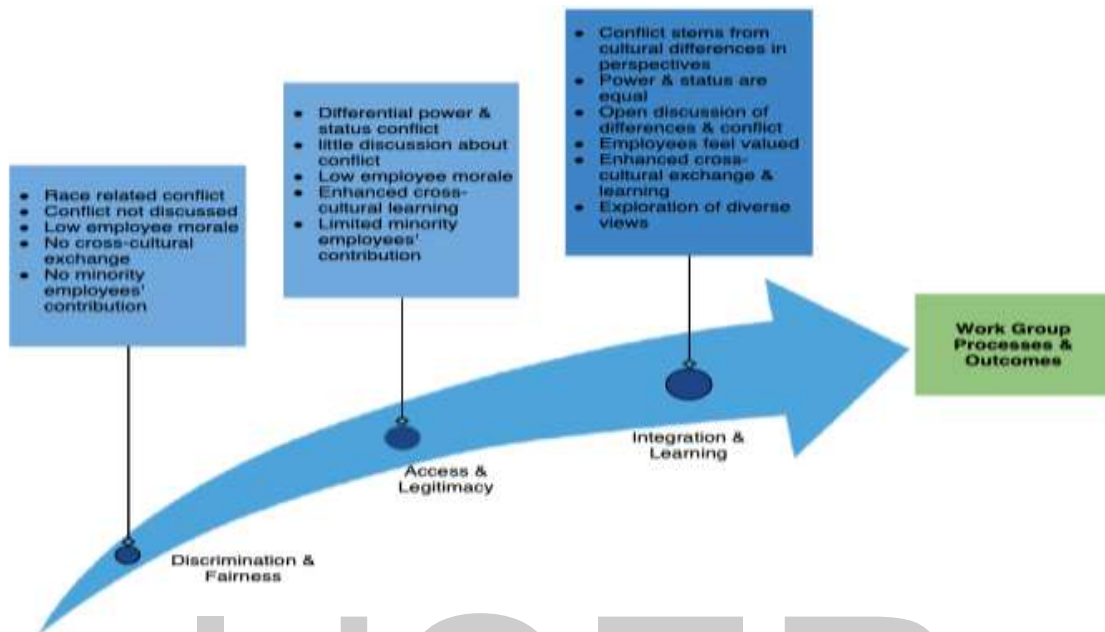 • Race related conflict
• Conflict not discussed
• Low employee morale
• No cross-cultural
exchange
• No minority
employees'
contribution
• Differential power &
status conflict
• little discussion about
conflict
• Low employee morale
• Enhanced cross-
cultural learning
• Limited minority
employees'
contribution
• Conflict stems from
cultural differences in
perspectives
• Power & status are
equal
• Open discussion of
differences & conflict
• Employees feel valued
• Enhanced cross-
cultural exchange &
learning
• Exploration of diverse
views
Work Group
Processes &
Outcomes
Discrimination &
Fairness
Access &
Legitimacy
Integration &
Learning